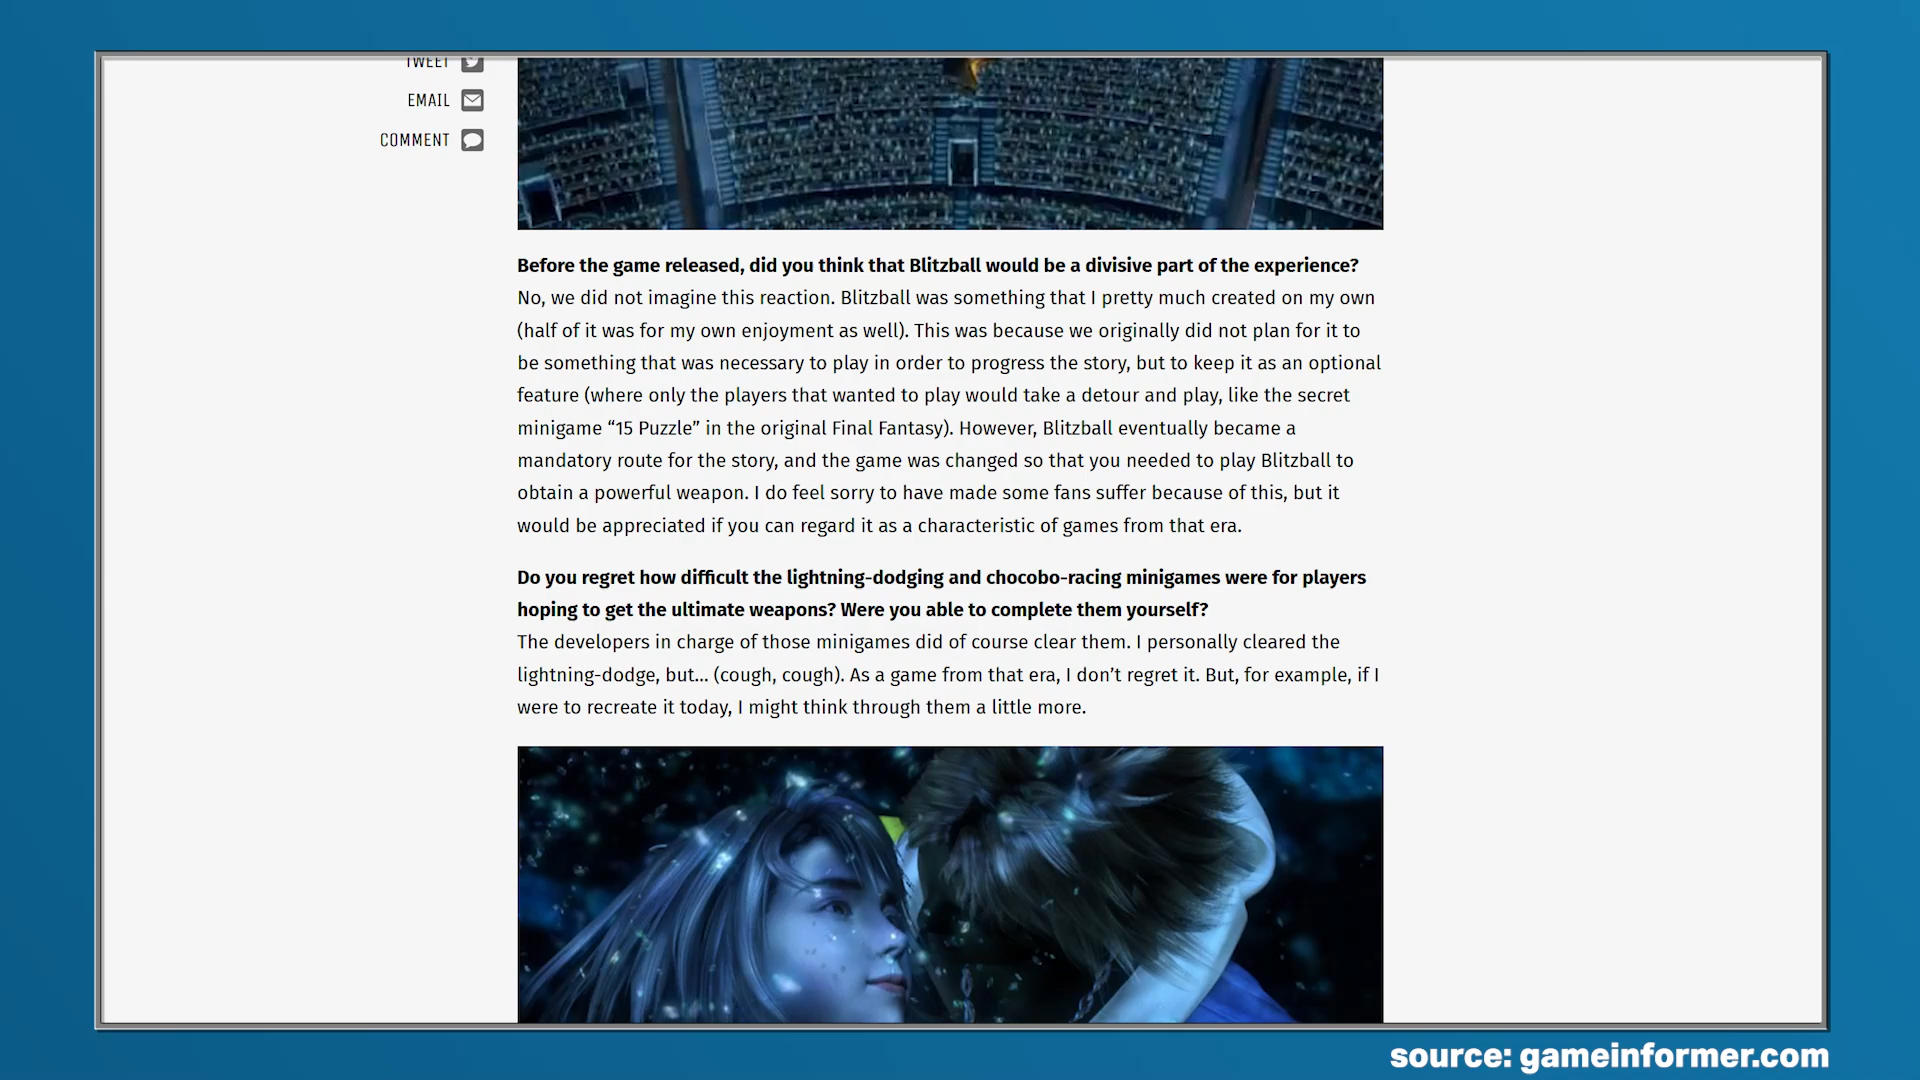 TWEET
EMAIL
COMMENT
Before the game released, did you think that Blitzball would be a divisive part of the experience?
No, we did not imagine this reaction. Blitzball was something that I pretty much created on my own
(half of it was for my own enjoyment as well). This was because we originally did not plan for it to
be something that was necessary to play in order to progress the story, but to keep it as an optional
feature (where only the players that wanted to play would take a detour and play, like the secret
minigame “15 Puzzle” in the original Final Fantasy). However, Blitzball eventually became a
mandatory route for the story, and the game was changed so that you needed to play Blitzball to
obtain a powerful weapon. I do feel sorry to have made some fans suffer because of this, but it
would be appreciated if you can regard it as a characteristic of games from that era.
Do you regret how difficult the lightning-dodging and chocobo-racing minigames were for players
hoping to get the ultimate weapons? Were you able to complete them yourself?
The developers in charge of those minigames did of course clear them. I personally cleared the
lightning-dodge, but... (cough, cough). As a game from that era, I don’t regret it. But, for example, if I
were to recreate it today, I might think through them a little more.
source: gameinformer.com